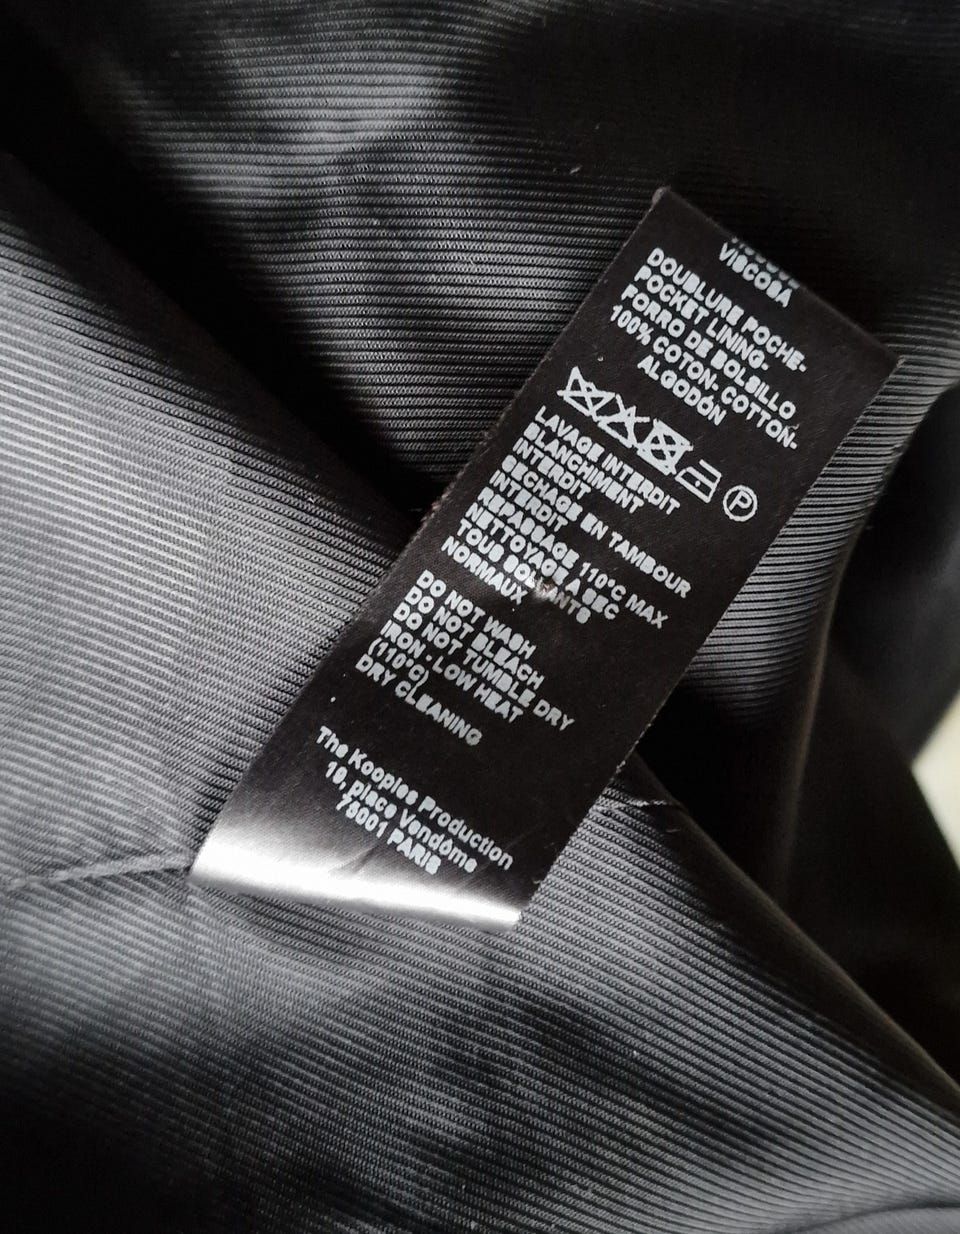 VISCOSA
DOUBLURE POCHE-
POCKET LINING-
FORRO DE BOLSILLO
100% COTON- COTTON-
ALGODÓN
P
LAVAGE INTERDIT
BLANCHIMENT
INTERDIT
SECHAGE EN TAMBOUR
INTERDIT
REPASSAGE 110°C MAX
NETTOYAGE A SEC
TOUS SOLVANTS
NORMAUX
DO NOT WASH
DO NOT BLEACH
DO NOT TUMBLE DRY
IRON - LOW HEAT
(110°C)
DRY CLEANING
The Kooples Production
19, place Vendôme
75001 PARIS